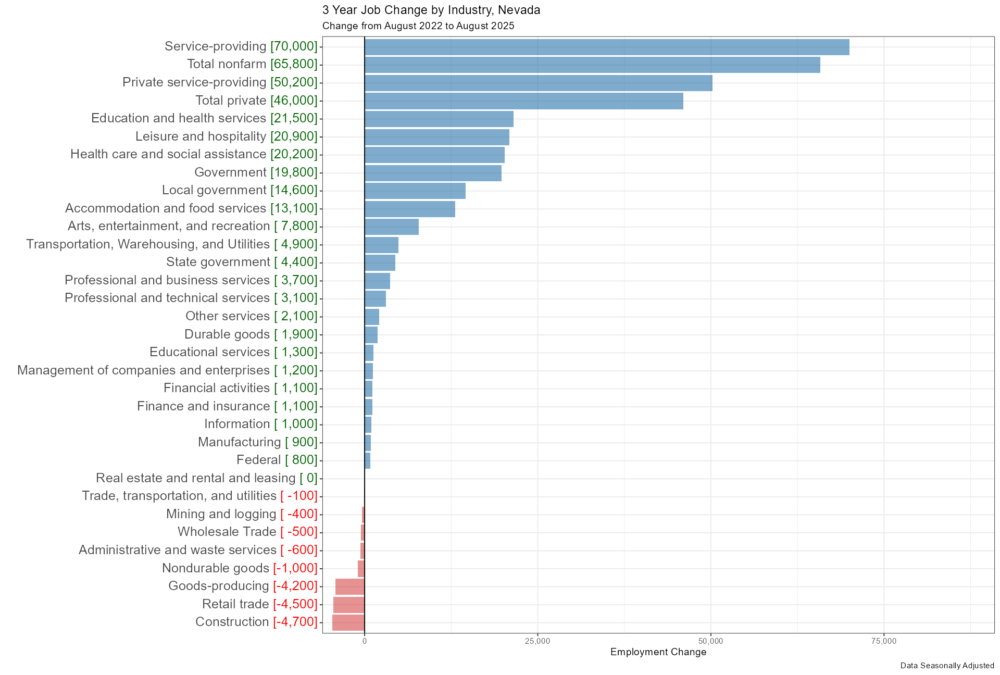 3 Year Job Change by Industry, Nevada
Change from August 2022 to August 2025
Service-providing [70,000]
Total nonfarm [65,800]
Private service-providing [50,200]
Total private [46,000]
Education and health services [21,500]
Leisure and hospitality [20,900]
Health care and social assistance [20,200]
Government [19,800]
Local government [14,600]
Accommodation and food services [13,100]
Arts, entertainment, and recreation [ 7,800]
Transportation, Warehousing, and Utilities [ 4,900]
State government [ 4,400]
Professional and business services [ 3,700]
Professional and technical services [ 3,100]
Other services [ 2,100]
Durable goods [ 1,900]
Educational services [ 1,300]
Management of companies and enterprises [ 1,200]
Financial activities [ 1,100]
Finance and insurance [ 1,100]
Information [ 1,000]
Manufacturing [ 900]
Federal [ 800]
Real estate and rental and leasing [ 0]
Trade, transportation, and utilities [ -100]
Mining and logging [ -400]
Wholesale Trade [ -500]
Administrative and waste services [ -600]
Nondurable goods [-1,000]
Goods-producing [-4,200]
Retail trade [-4,500]
Construction [-4,700]
0 25,000 50,000 75,000
Employment Change
Data Seasonally Adjusted